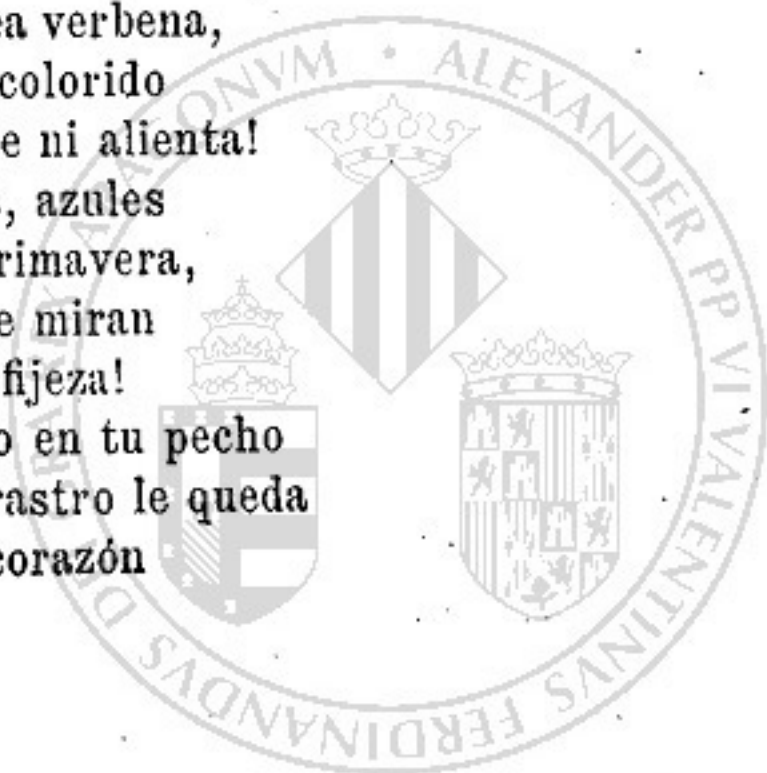 ea verbena,
colorido
e ni alienta!
s, azules
rimavera,
e miran
fijeza!
o en tu pecho
rastro le queda
corazón
ALEXANDER PP VI VALENTINVS FERDINANDVS
ARAGONVM